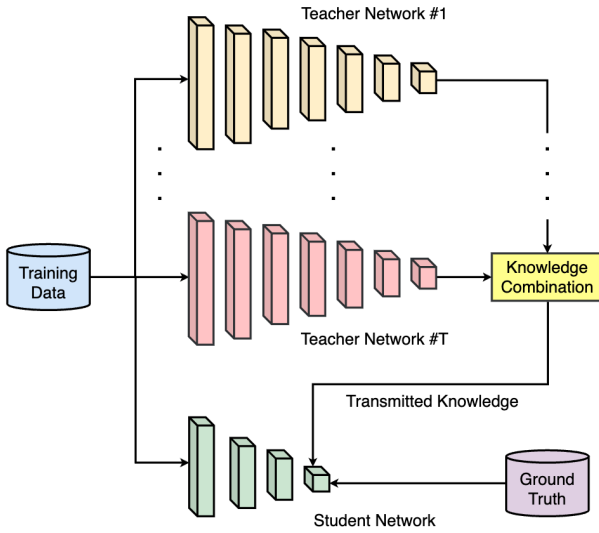 Teacher Network #1
Training
Data
Knowledge
Combination
Teacher Network #T
Transmitted Knowledge
Ground
Truth
Student Network